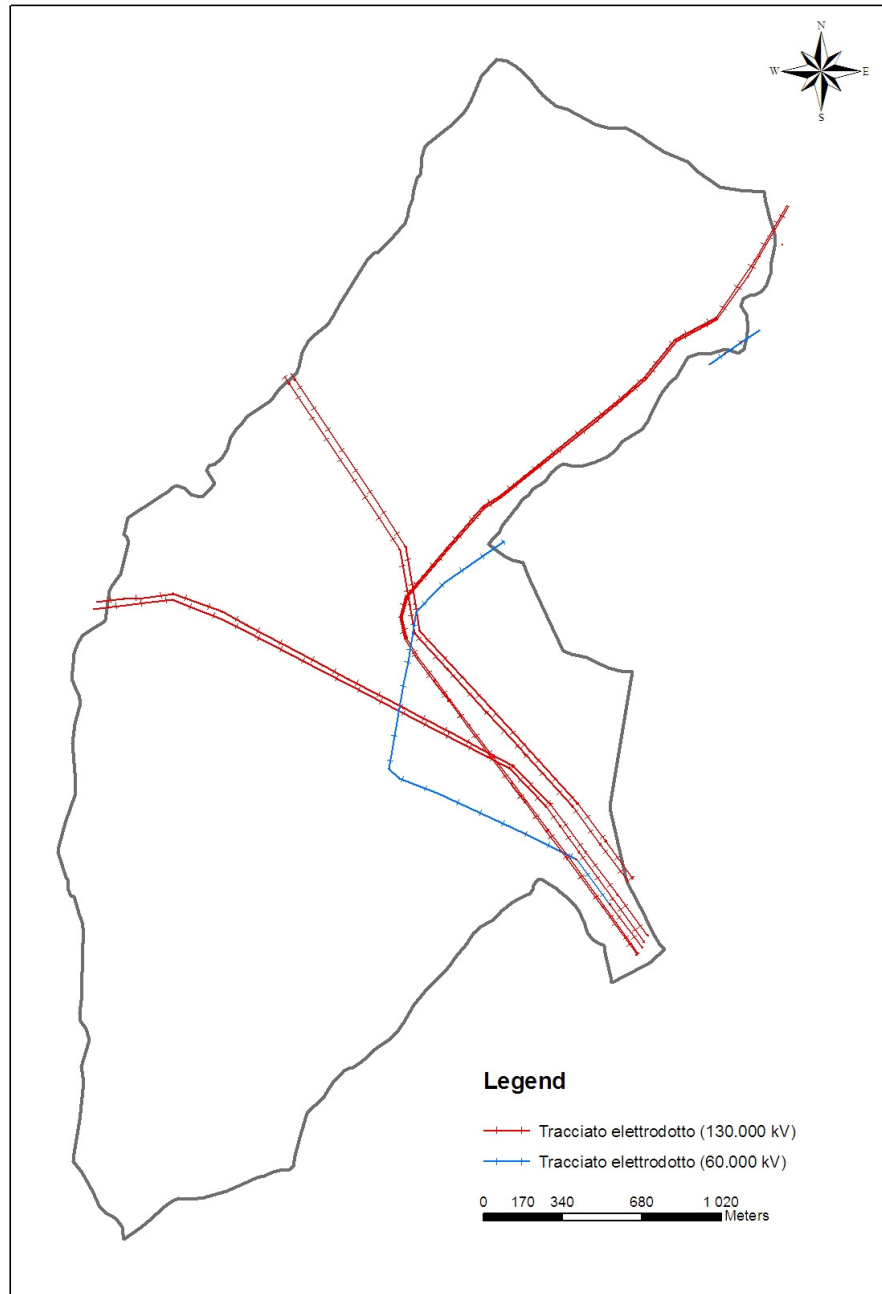 N
W E
S
Legend
Tracciato elettrodotto (130.000 kV)
Tracciato elettrodotto (60.000 kV)
0 170 340 680 1 020
Meters